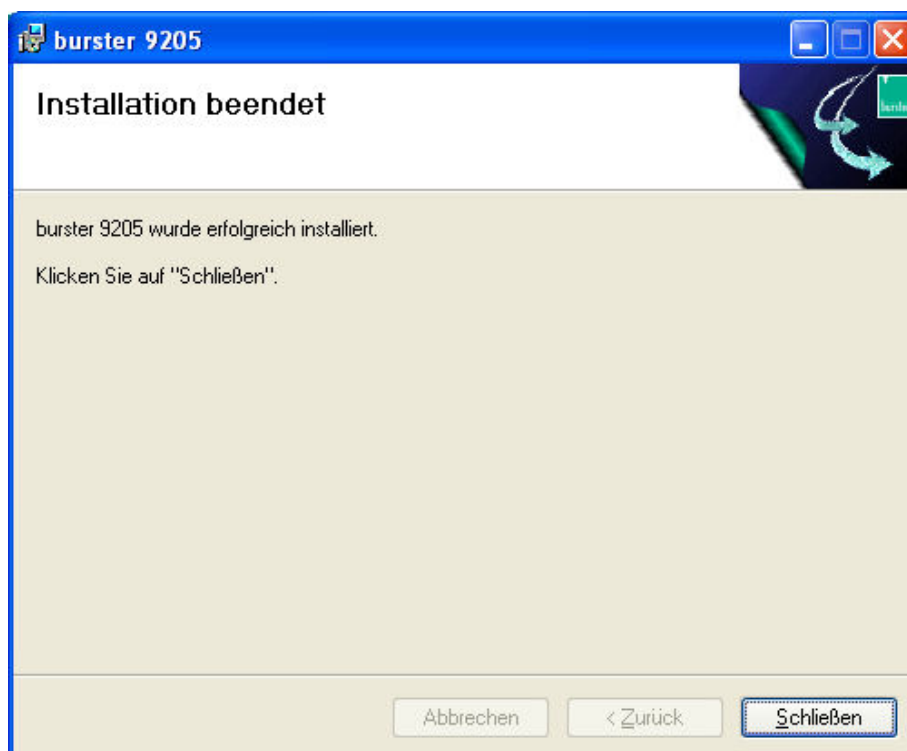 burster 9205
Installation beendet
burster 9205 wurde erfolgreich installiert.
Klicken Sie auf "Schließen".
Abbrechen
< Zurück
Schließen